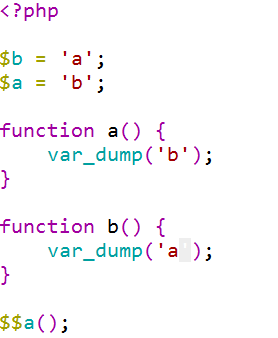 <?php
$b = 'a';
$a = 'b';
function a() {
    var_dump('b');
}
function b() {
    var_dump('a');
}
$$a();